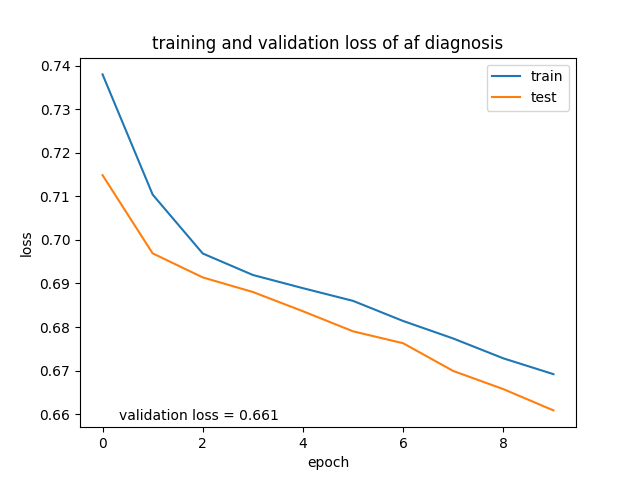 training and validation loss of af diagnosis
train
test
0.74
0.73
0.72
0.71
0.70
0.69
0.68
0.67
0.66
loss
validation loss = 0.661
0
2
4
6
8
epoch